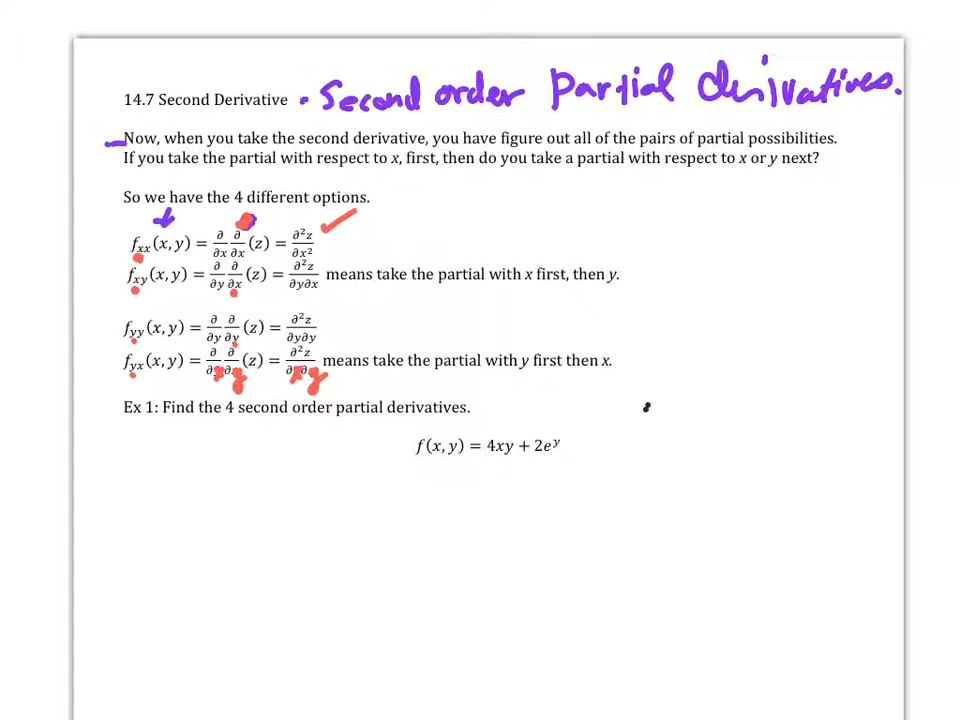 14.7 Second Derivative • Second order Partial derivatives.
Now, when you take the second derivative, you have figure out all of the pairs of partial possibilities.
If you take the partial with respect to x, first, then do you take a partial with respect to x or y next?
So we have the 4 different options.
f_xx(x, y) = ∂/∂x ∂/∂x (z) = ∂²z/∂x² ✓
f_xy(x, y) = ∂/∂y ∂/∂x (z) = ∂²z/∂y∂x means take the partial with x first, then y.
f_yy(x, y) = ∂/∂y ∂/∂y (z) = ∂²z/∂y∂y
f_yx(x, y) = ∂/∂x ∂/∂y (z) = ∂²z/∂x∂y means take the partial with y first then x.
Ex 1: Find the 4 second order partial derivatives.
f(x, y) = 4xy + 2e^y